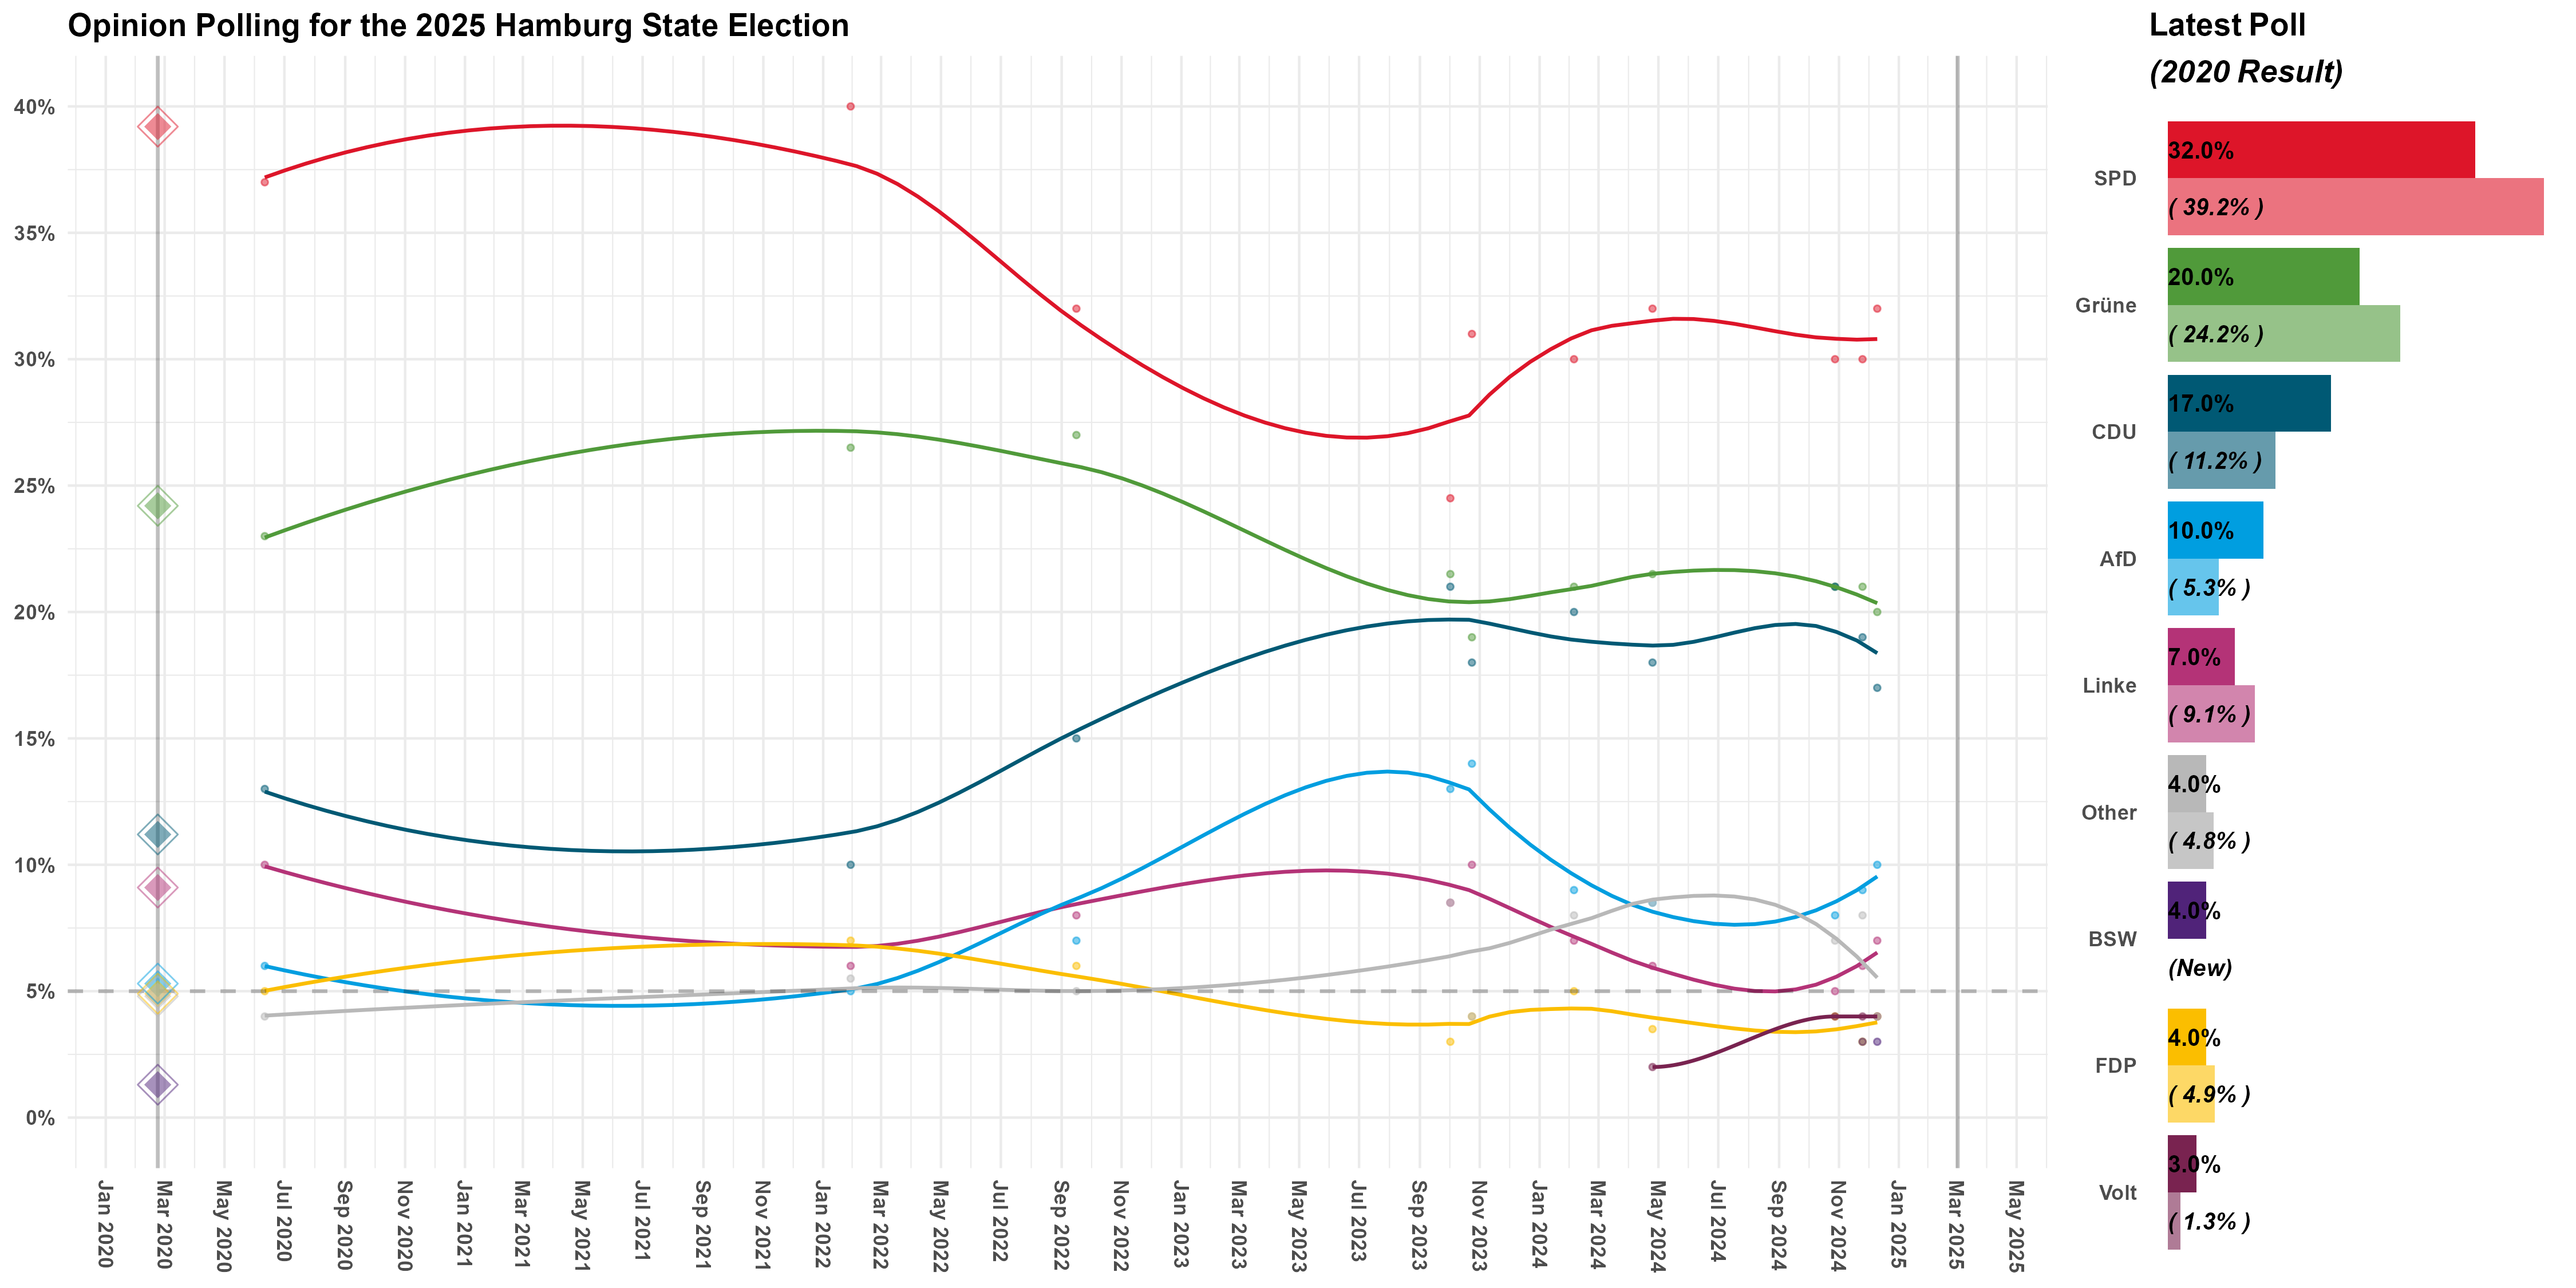 Opinion Polling for the 2025 Hamburg State Election
40%
35%
30%
25%
20%
15%
10%
5%
0%
Jan 2020
Mar 2020
May 2020
Jul 2020
Sep 2020
Nov 2020
Jan 2021
Mar 2021
May 2021
Jul 2021
Sep 2021
Nov 2021
Jan 2022
Mar 2022
May 2022
Jul 2022
Sep 2022
Nov 2022
Jan 2023
Mar 2023
May 2023
Jul 2023
Sep 2023
Nov 2023
Jan 2024
Mar 2024
May 2024
Jul 2024
Sep 2024
Nov 2024
Jan 2025
Mar 2025
May 2025
Latest Poll
(2020 Result)
SPD
32.0%
( 39.2% )
Grüne
20.0%
( 24.2% )
CDU
17.0%
( 11.2% )
AfD
10.0%
( 5.3% )
Linke
7.0%
( 9.1% )
Other
4.0%
( 4.8% )
BSW
4.0%
(New)
FDP
4.0%
( 4.9% )
Volt
3.0%
( 1.3% )